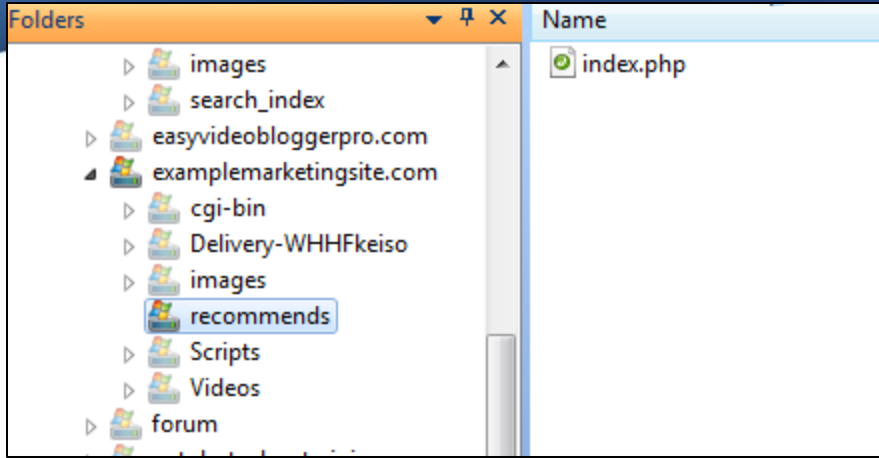 Folders
images
search_index
easyvideobloggerpro.com
examplemarketingsite.com
cgi-bin
Delivery-WHHFkeiso
images
recommends
Scripts
Videos
forum
Name
index.php